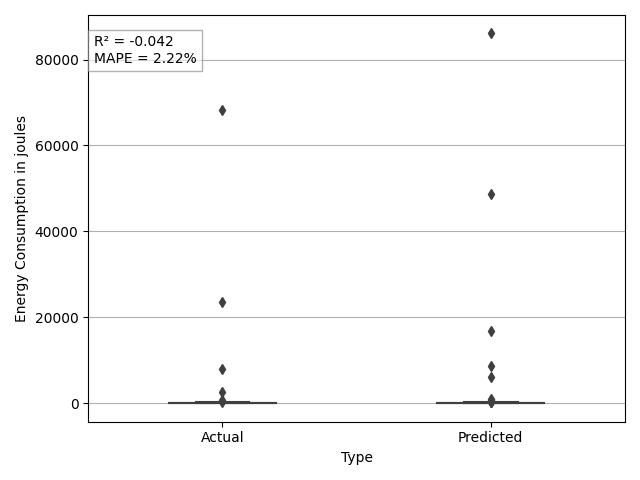 R² = -0.042
MAPE = 2.22%
80000
60000
40000
20000
0
Energy Consumption in joules
Actual
Predicted
Type